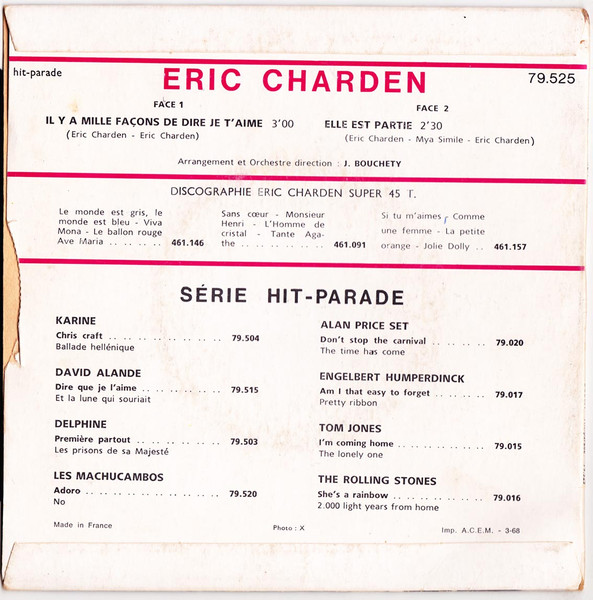 hit-parade
ERIC CHARDEN
79.525
FACE 1
IL Y A MILLE FAÇONS DE DIRE JE T'AIME 3'00
(Eric Charden - Eric Charden)
FACE 2
ELLE EST PARTIE 2'30
(Eric Charden - Mya Simile - Eric Charden)
Arrangement et Orchestre direction : J. BOUCHETY
DISCOGRAPHIE ERIC CHARDEN SUPER 45 T.
Le monde est gris, le
monde est bleu - Viva
Mona - Le ballon rouge
Ave Maria . . . . . . 461.146
Sans cœur - Monsieur
Henri - L'Homme de
cristal - Tante Aga-
the . . . . . . . . . 461.091
Si tu m'aimes, Comme
une femme - La petite
orange - Jolie Dolly . . 461.157
SÉRIE HIT-PARADE
KARINE
Chris craft . . . . . . . . . . . . 79.504
Ballade hellénique
DAVID ALANDE
Dire que je l'aime . . . . . . . . . 79.515
Et la lune qui souriait
DELPHINE
Première partout . . . . . . . . . 79.503
Les prisons de sa Majesté
LES MACHUCAMBOS
Adoro . . . . . . . . . . . . . . . 79.520
No
ALAN PRICE SET
Don't stop the carnival . . . . . . 79.020
The time has come
ENGELBERT HUMPERDINCK
Am I that easy to forget . . . . . . 79.017
Pretty ribbon
TOM JONES
I'm coming home . . . . . . . . . . 79.015
The lonely one
THE ROLLING STONES
She's a rainbow . . . . . . . . . . 79.016
2.000 light years from home
Made in France
Photo : X
Imp. A.C.E.M. - 3-68